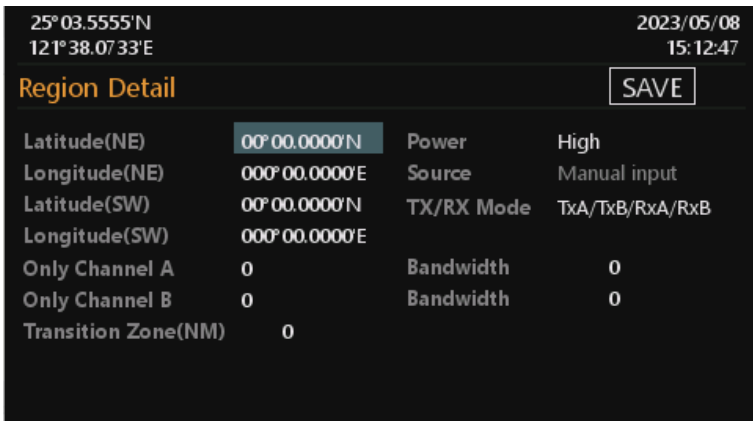 25°03.5555'N 2023/05/08
121°38.0733'E 15:12:47
Region Detail SAVE
Latitude(NE) 00°00.0000'N Power High
Longitude(NE) 000°00.0000'E Source Manual input
Latitude(SW) 00°00.0000'N TX/RX Mode TxA/TxB/RxA/RxB
Longitude(SW) 000°00.0000'E
Only Channel A 0 Bandwidth 0
Only Channel B 0 Bandwidth 0
Transition Zone(NM) 0